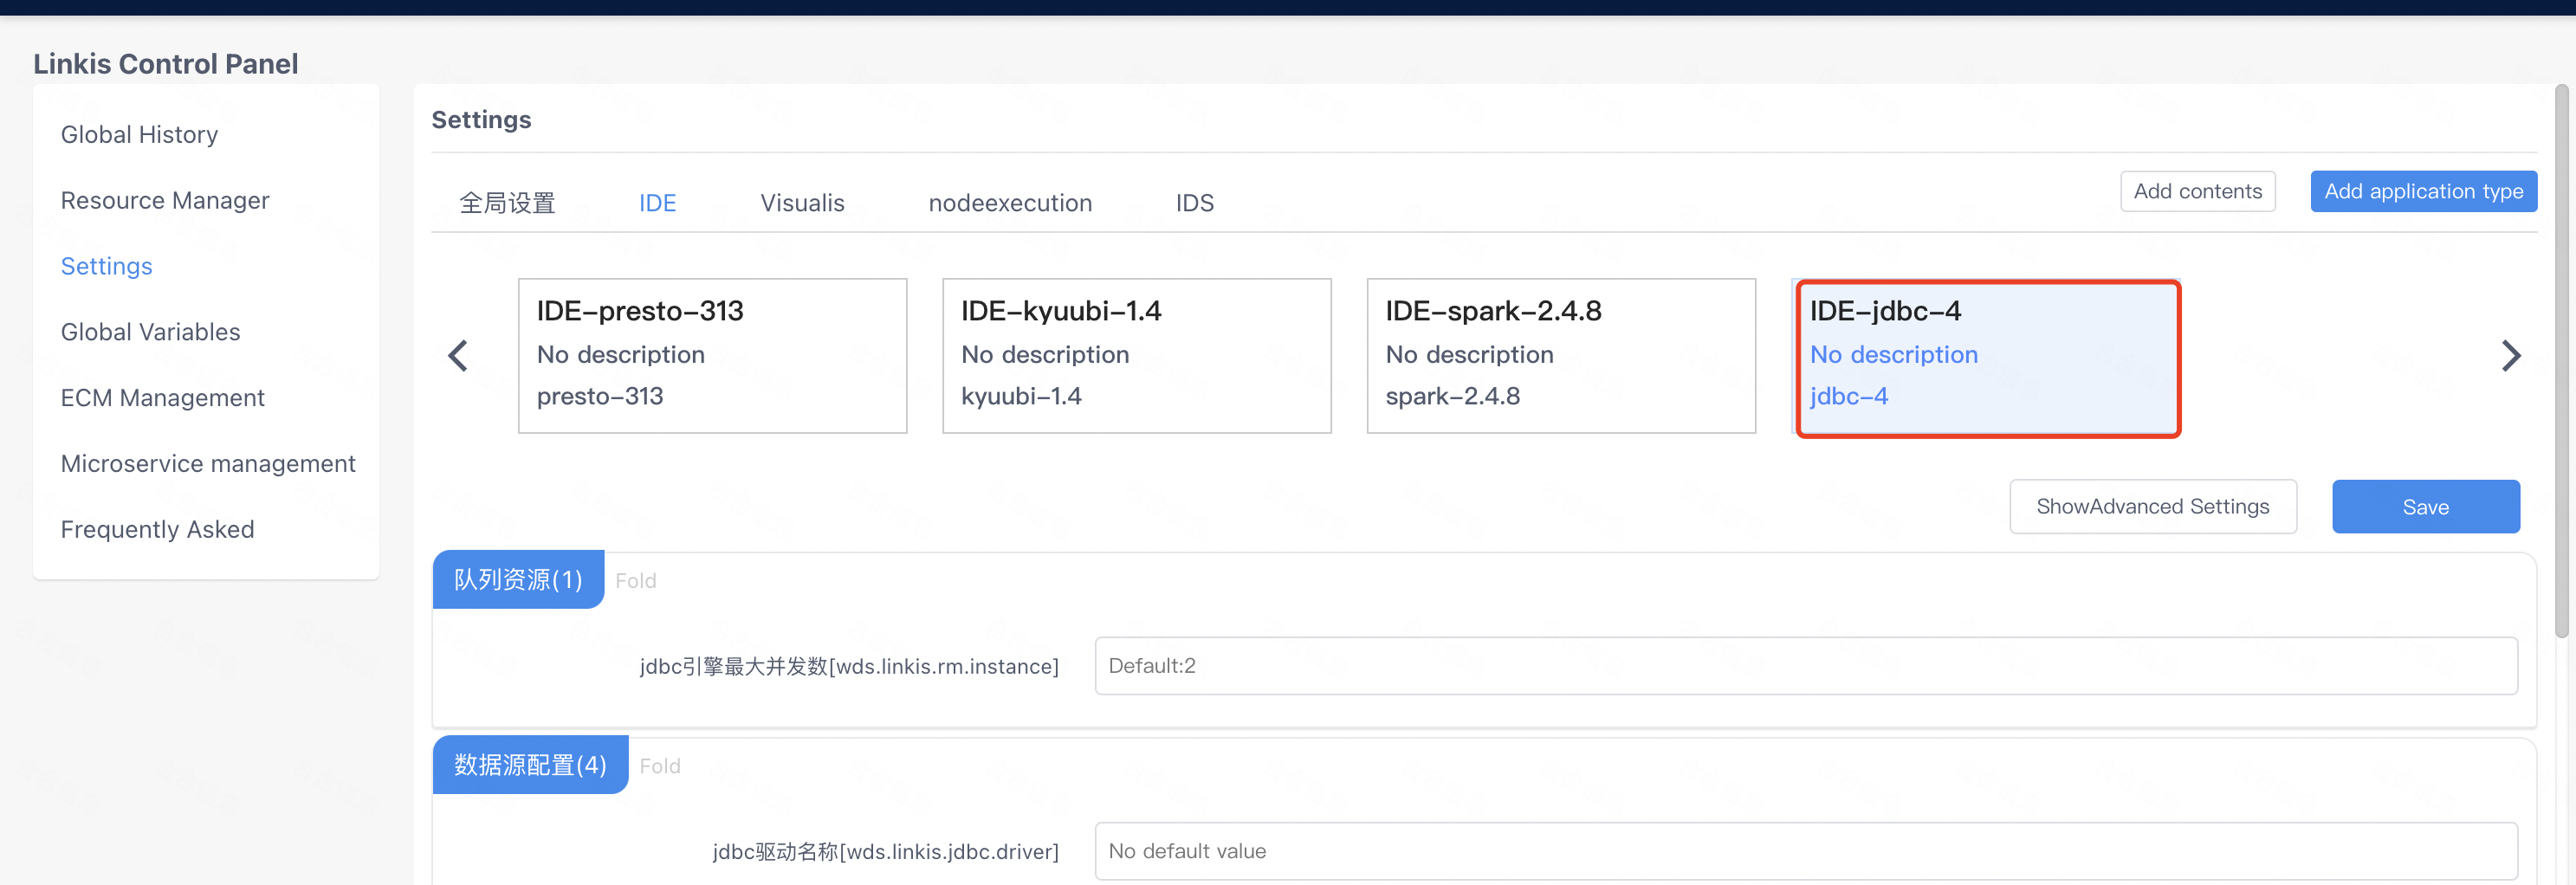 Linkis Control Panel
Global History
Resource Manager
Settings
Global Variables
ECM Management
Microservice management
Frequently Asked
Settings
全局设置
IDE
Visualis
nodeexecution
IDS
Add contents
Add application type
IDE-presto-313
No description
presto-313
IDE-kyuubi-1.4
No description
kyuubi-1.4
IDE-spark-2.4.8
No description
spark-2.4.8
IDE-jdbc-4
No description
jdbc-4
ShowAdvanced Settings
Save
队列资源(1)
Fold
jdbc引擎最大并发数[wds.linkis.rm.instance]
Default:2
数据源配置(4)
Fold
jdbc驱动名称[wds.linkis.jdbc.driver]
No default value